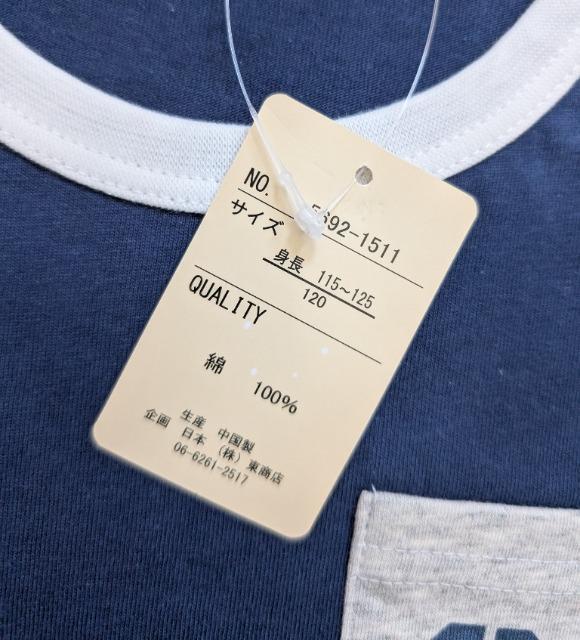 NO. 5692-1511
サイズ
身長 115~125
120
QUALITY
綿 100%
生産 中国製
企画 日本 (株) 東商店
06-6261-2517